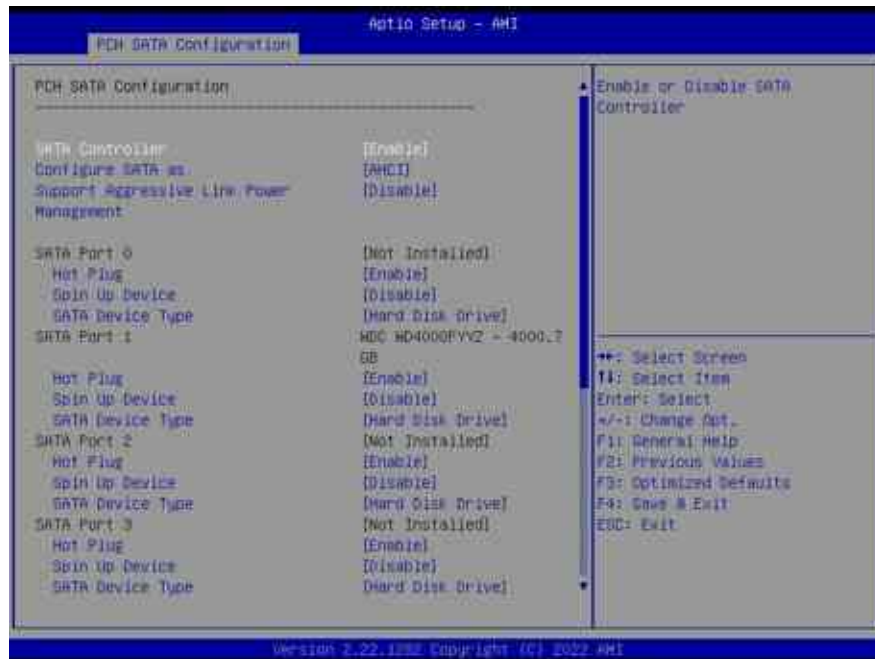 Aptio Setup - AMI
PCH SATA Configuration
PCH SATA Configuration
SATA Controller [Enable]
Configure SATA as [AHCI]
Support Aggressive Link Power [Disable]
Management
SATA Port 0 [Not Installed]
Hot Plug [Enable]
Spin Up Device [Disable]
SATA Device Type [Hard Disk Drive]
SATA Port 1 WDC WD4000FYYZ - 4000.7
GB
Hot Plug [Enable]
Spin Up Device [Disable]
SATA Device Type [Hard Disk Drive]
SATA Port 2 [Not Installed]
Hot Plug [Enable]
Spin Up Device [Disable]
SATA Device Type [Hard Disk Drive]
SATA Port 3 [Not Installed]
Hot Plug [Enable]
Spin Up Device [Disable]
SATA Device Type [Hard Disk Drive]
Enable or Disable SATA
Controller
→←: Select Screen
↑↓: Select Item
Enter: Select
+/-: Change Opt.
F1: General Help
F2: Previous Values
F3: Optimized Defaults
F4: Save & Exit
ESC: Exit
Version Copyright (C) 2022 AMI